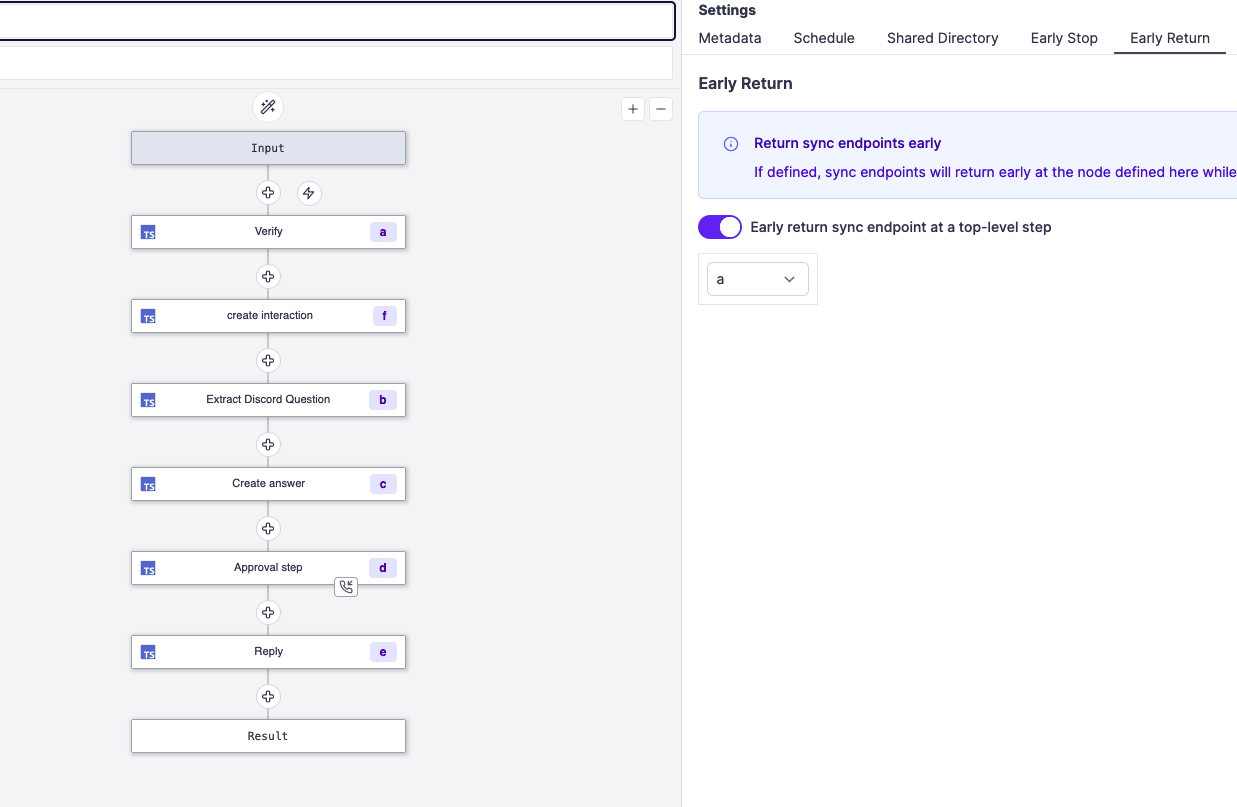 Settings
Metadata Schedule Shared Directory Early Stop Early Return
Early Return
Return sync endpoints early
If defined, sync endpoints will return early at the node defined here while
Early return sync endpoint at a top-level step
a
Input
TS Verify a
TS create interaction f
TS Extract Discord Question b
TS Create answer c
TS Approval step d
TS Reply e
Result